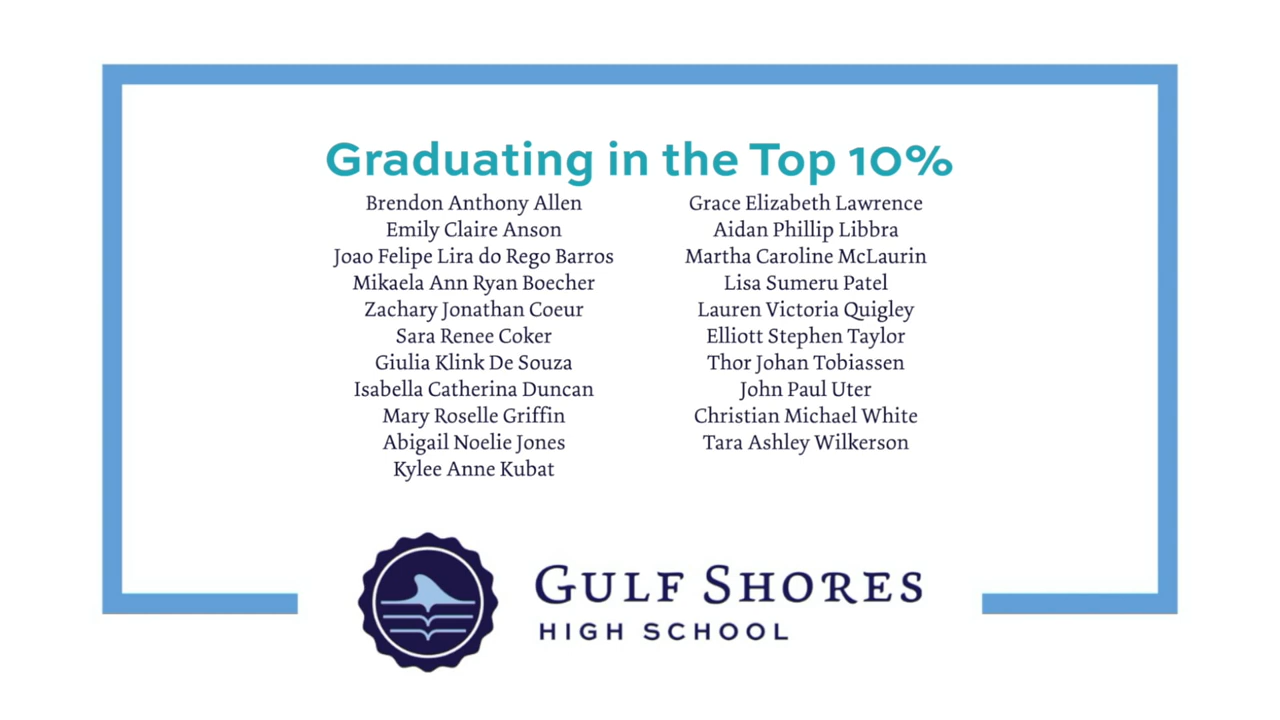 Graduating in the Top 10%
Brendon Anthony Allen
Emily Claire Anson
Joao Felipe Lira do Rego Barros
Mikaela Ann Ryan Boecher
Zachary Jonathan Coeur
Sara Renee Coker
Giulia Klink De Souza
Isabella Catherina Duncan
Mary Roselle Griffin
Abigail Noelie Jones
Kylee Anne Kubat
Grace Elizabeth Lawrence
Aidan Phillip Libbra
Martha Caroline McLaurin
Lisa Sumeru Patel
Lauren Victoria Quigley
Elliott Stephen Taylor
Thor Johan Tobiassen
John Paul Uter
Christian Michael White
Tara Ashley Wilkerson
GULF SHORES
HIGH SCHOOL